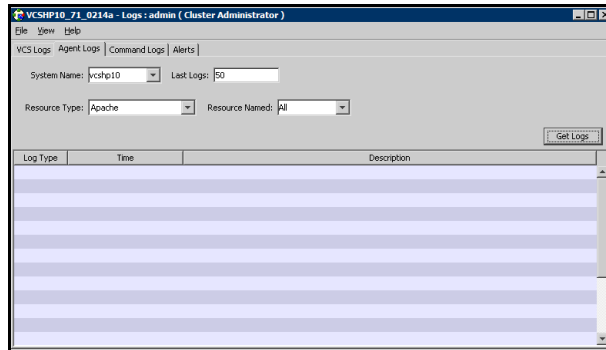 VCSHP10_71_0214a - Logs : admin ( Cluster Administrator )
File View Help
VCS Logs Agent Logs Command Logs Alerts
System Name: vcshp10 Last Logs: 50
Resource Type: Apache Resource Named: All
Get Logs
Log Type Time Description